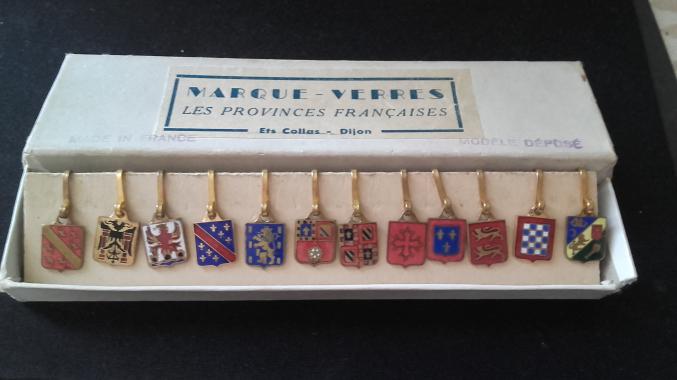 MARQUE - VERRES
LES PROVINCES FRANÇAISES
Ets Collas - Dijon
MADE IN FRANCE
MODÈLE DÉPOSÉ